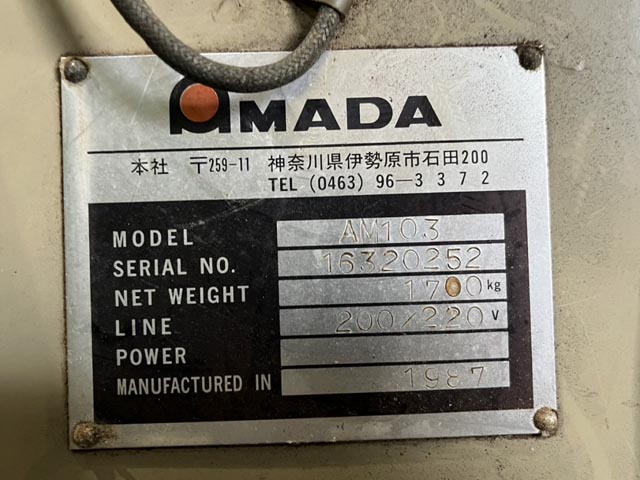 AMADA
本社 〒259-11 神奈川県伊勢原市石田200
TEL (0463) 96-3372
MODEL AM103
SERIAL NO. 16320252
NET WEIGHT 1700 kg
LINE 200/220 V
POWER
MANUFACTURED IN 1987